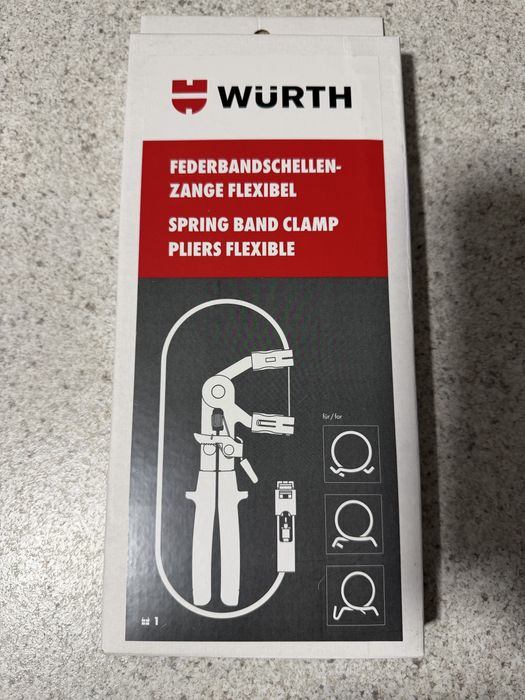 WÜRTH
FEDERBANDSCHELLEN-
ZANGE FLEXIBEL
SPRING BAND CLAMP
PLIERS FLEXIBLE
für/for
1